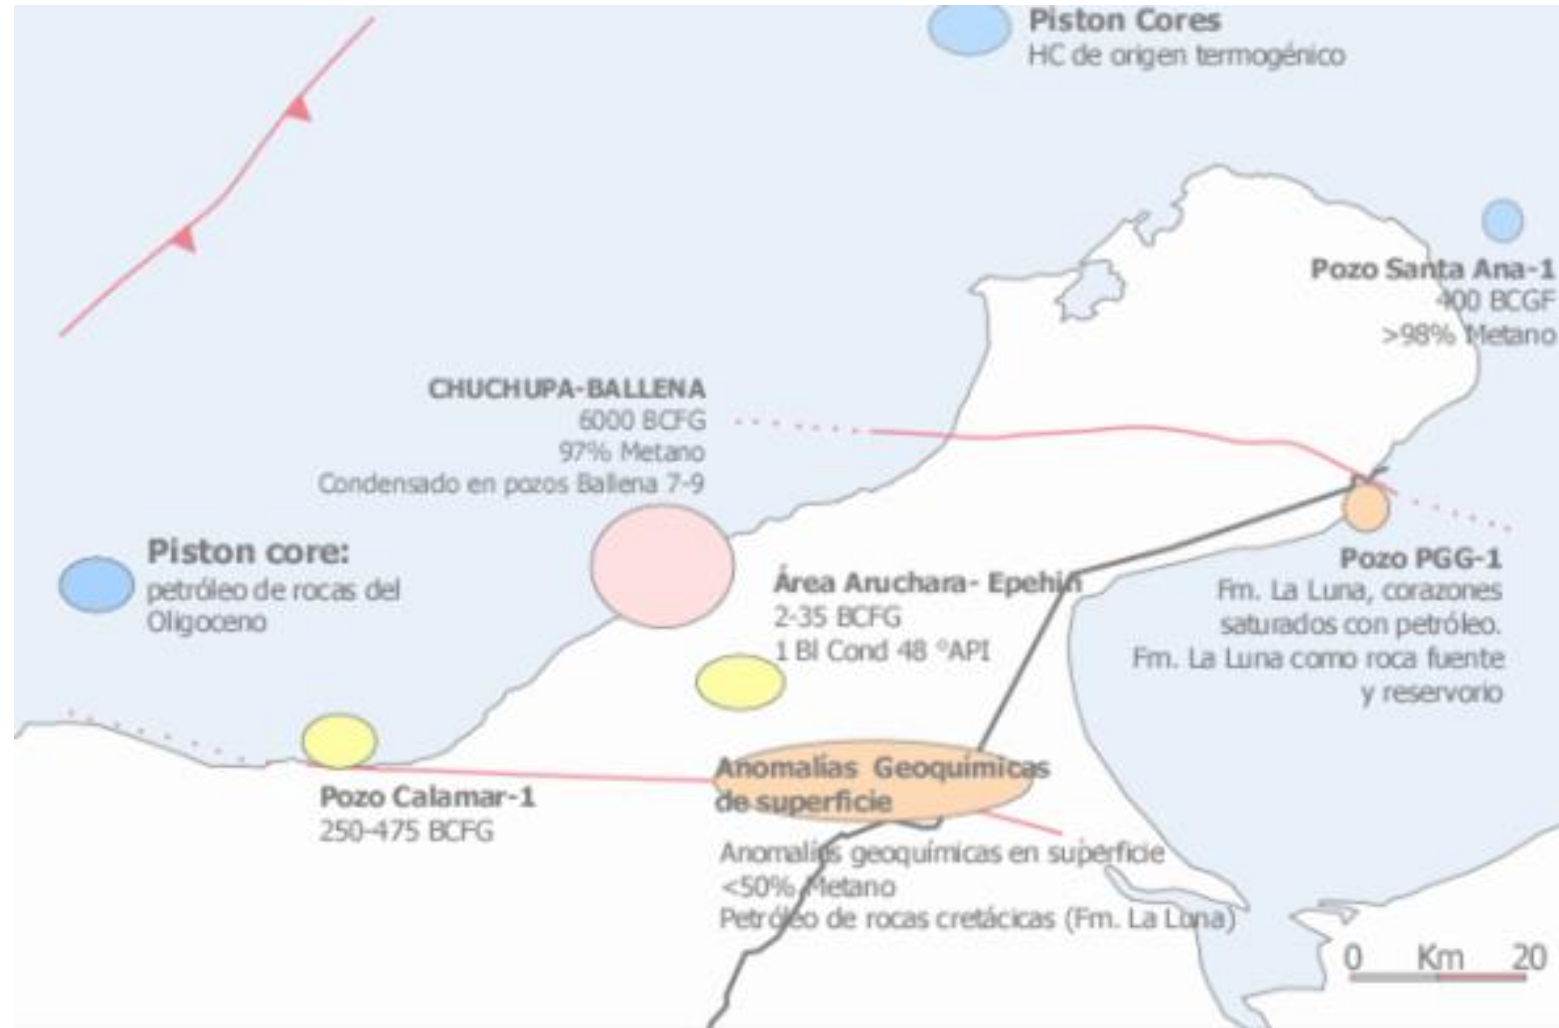 Piston Cores
HC de origen termogénico
Pozo Santa Ana-1
400 BCGF
>98% Metano
CHUCHUPA-BALLENA
6000 BCFG
97% Metano
Condensado en pozos Ballena 7-9
Piston core:
petróleo de rocas del
Oligoceno
Área Aruchara- Epehin
2-35 BCFG
1 Bl Cond 48 °API
Pozo PGG-1
Fm. La Luna, corazones
saturados con petróleo.
Fm. La Luna como roca fuente
y reservorio
Pozo Calamar-1
250-475 BCFG
Anomalías Geoquímicas
de superficie
Anomalías geoquímicas en superficie
<50% Metano
Petróleo de rocas cretácicas (Fm. La Luna)
0 Km 20